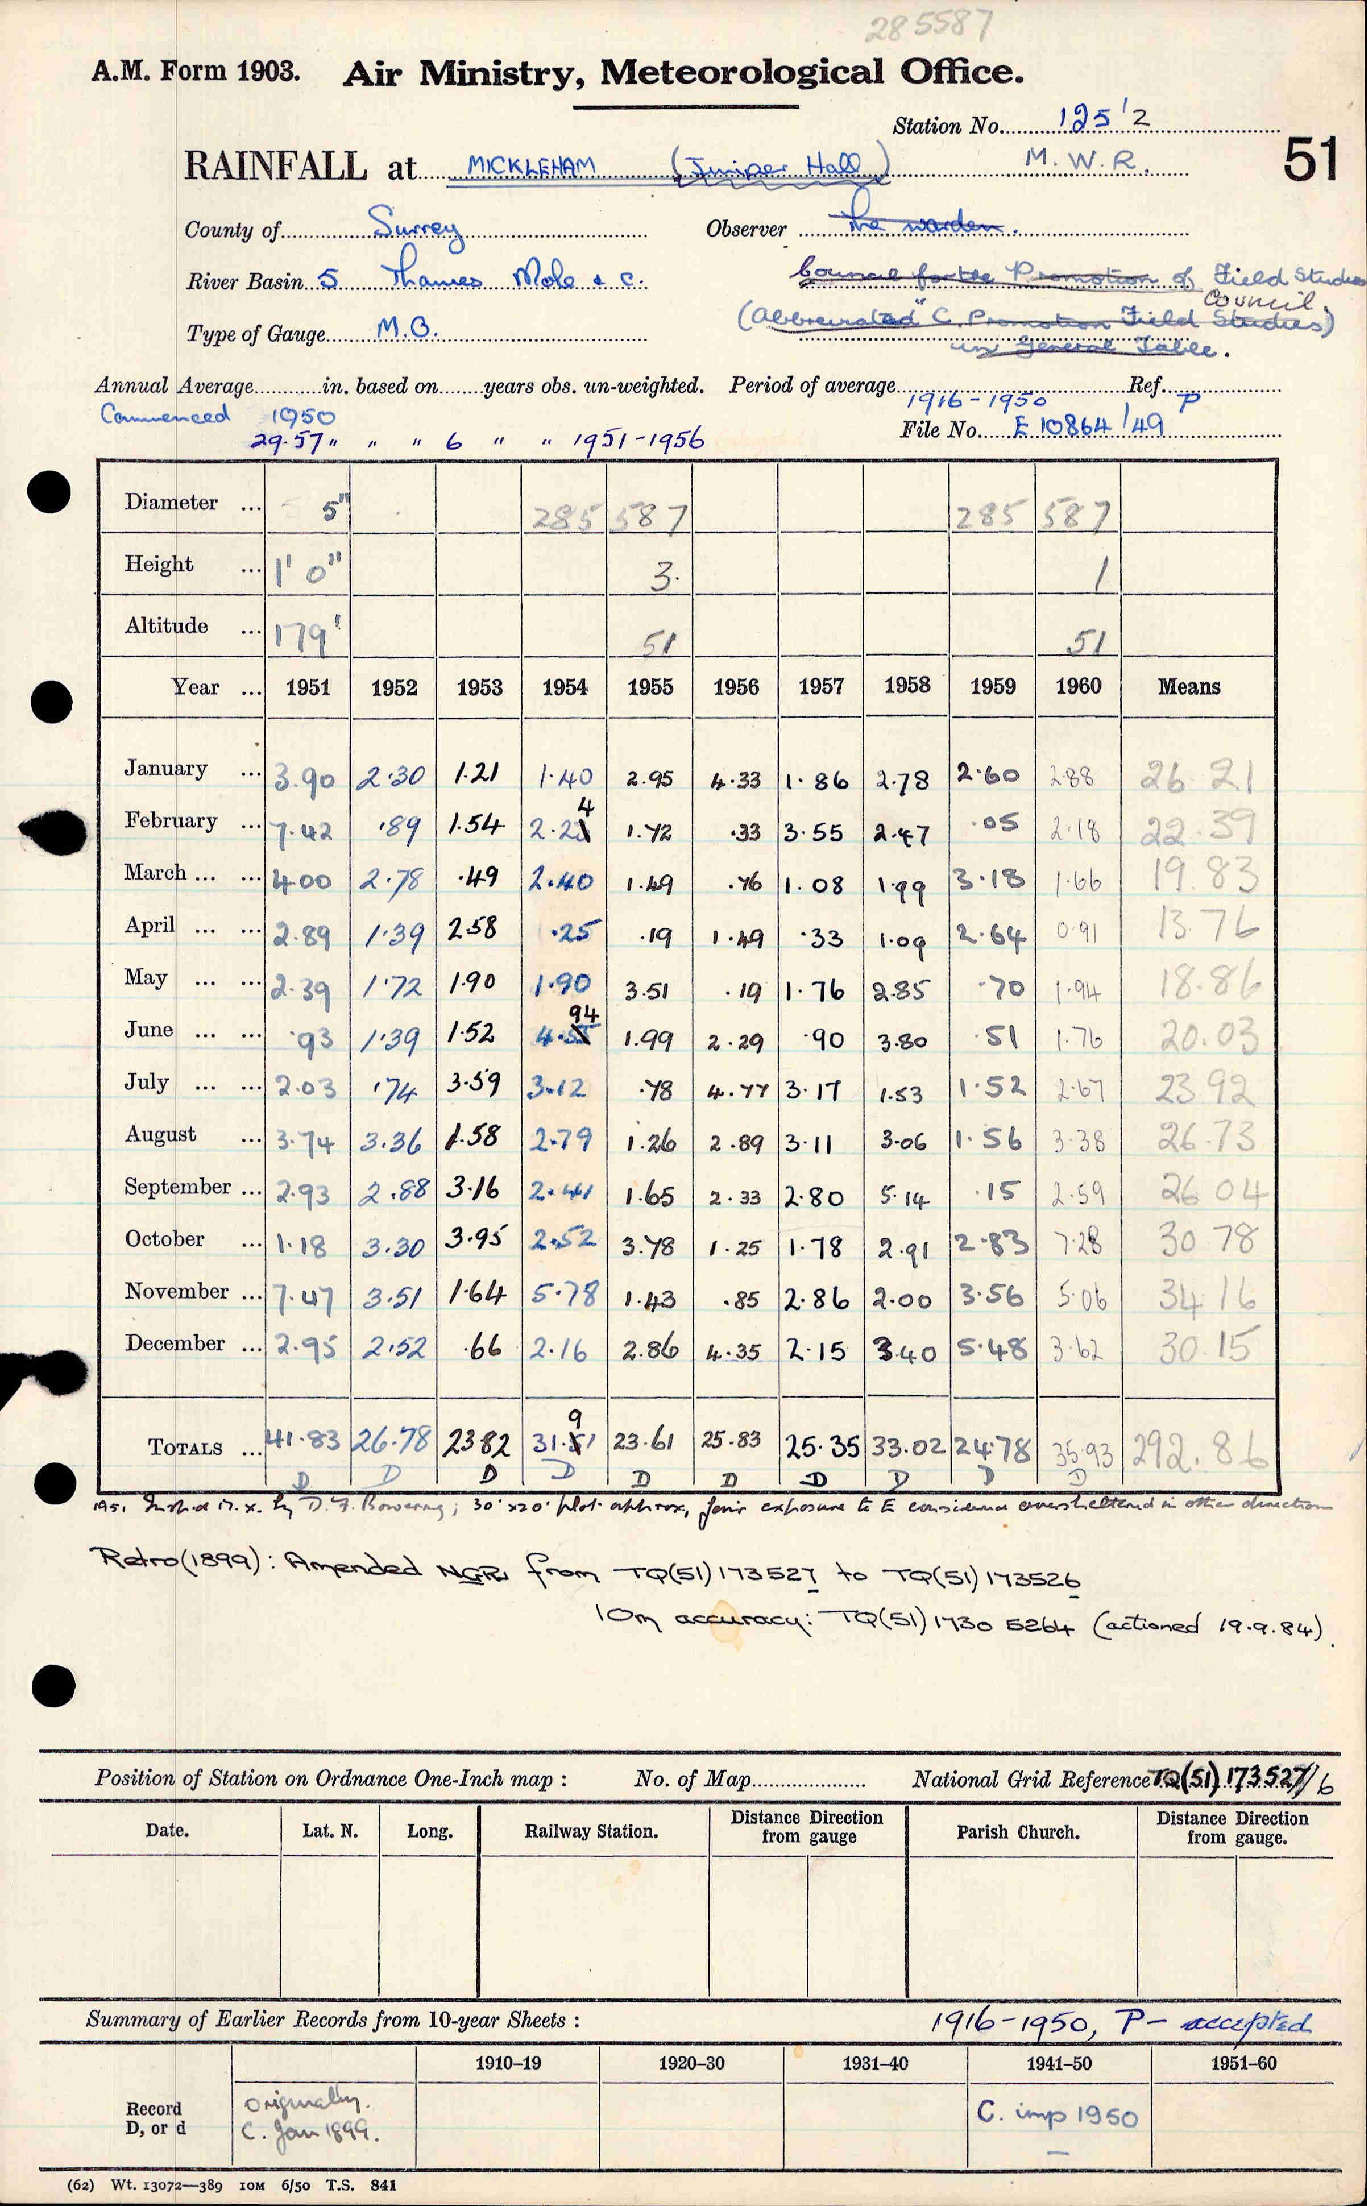 285587
A.M. Form 1903. Air Ministry, Meteorological Office.
Station No. 125 1/2
RAINFALL at MICKLEHAM (Juniper Hall) M.W.R. 51
County of Surrey Observer The warden.
River Basin 5 Thames Mole & C. Council for the Promotion of Field Studies Council.
Type of Gauge M.O. (abbreviated "C. Promotion Field Studies) in General Table.
Annual Average in. based on years obs. un-weighted. Period of average 1916-1950 Ref. P
Commenced 1950 File No. E 10864/49
29.57 " " " 6 " " 1951-1956
Diameter ... 5" 285 587 285 587
Height ... 1' 0" 3. 1
Altitude ... 179' 51 51
Year ... 1951 1952 1953 1954 1955 1956 1957 1958 1959 1960 Means
January ... 3.90 2.30 1.21 1.40 2.95 4.33 1.86 2.78 2.60 2.88 26.21
February ... 7.42 .89 1.54 2.24 1.72 .33 3.55 2.47 .05 2.18 22.39
March ... ... 4.00 2.78 .49 2.40 1.49 .76 1.08 1.99 3.18 1.66 19.83
April ... ... 2.89 1.39 2.58 .25 .19 1.49 .33 1.09 2.64 0.91 13.76
May ... ... 2.39 1.72 1.90 1.90 3.51 .19 1.76 2.85 .70 1.94 18.86
June ... ... .93 1.39 1.52 4.94 1.99 2.29 .90 3.80 .51 1.76 20.03
July ... ... 2.03 .74 3.59 3.12 .78 4.77 3.17 1.53 1.52 2.67 23.92
August ... 3.74 3.36 1.58 2.79 1.26 2.89 3.11 3.06 1.56 3.38 26.73
September ... 2.93 2.88 3.16 2.41 1.65 2.33 2.80 5.14 .15 2.59 26.04
October ... 1.18 3.30 3.95 2.52 3.78 1.25 1.78 2.91 2.83 7.28 30.78
November ... 7.47 3.51 1.64 5.78 1.43 .85 2.86 2.00 3.56 5.06 34.16
December ... 2.95 2.52 .66 2.16 2.86 4.35 2.15 3.40 5.48 3.62 30.15
TOTALS ... 41.83 26.78 23.82 31.91 23.61 25.83 25.35 33.02 24.78 35.93 292.86
D D D D D D D D D D
1951 by D. F. Bowering; 30' x 20' plot approx, fair exposure to E in other direction
Retro(1899): Amended NGR from TQ(51)173527 to TQ(51)173526
10m accuracy: TQ(51)1730 5264 (actioned 19.9.84).
Position of Station on Ordnance One-Inch map : No. of Map National Grid Reference TQ(51) 173527/6
Date. Lat. N. Long. Railway Station. Distance from gauge Direction Parish Church. Distance from gauge. Direction
Summary of Earlier Records from 10-year Sheets : 1916-1950, P- accepted
1910–19 1920–30 1931–40 1941–50 1951–60
Record D, or d originally. C. Jan 1899. C. imp 1950
(62) Wt. 13072—389 10M 6/50 T.S. 841